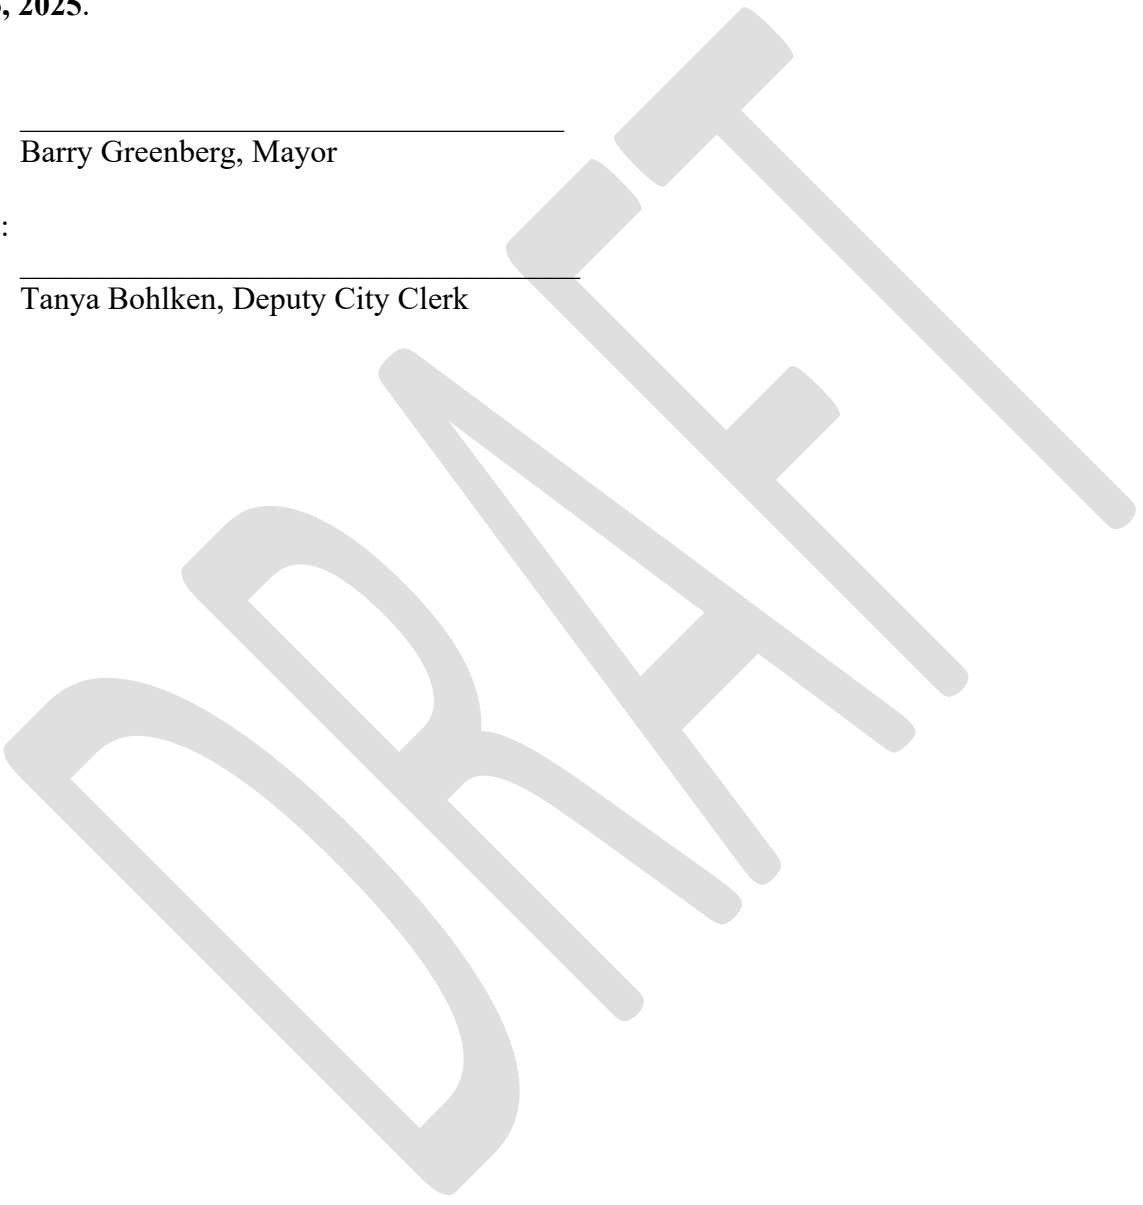 , 2025.
Barry Greenberg, Mayor
:
Tanya Bohlken, Deputy City Clerk
DRAFT